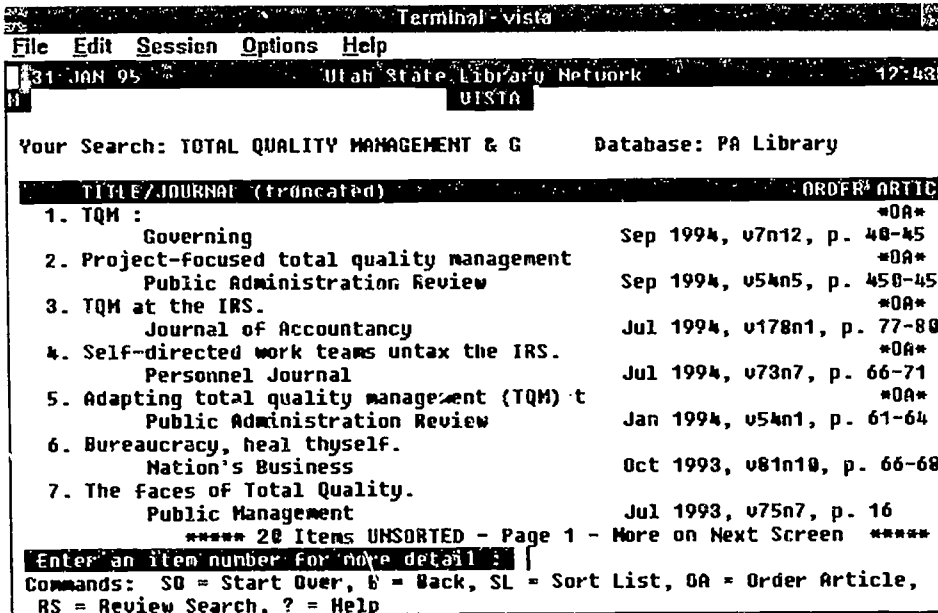 Terminal - vista
File Edit Session Options Help
31 JAN 95 Utah State Library Network 12:43
VISTA
Your Search: TOTAL QUALITY MANAGEMENT & G Database: PA Library
TITLE/JOURNAL (truncated) ORDER ARTIC
1. TQM : *OA*
Governing Sep 1994, v7n12, p. 40-45
2. Project-focused total quality management *OA*
Public Administration Review Sep 1994, v54n5, p. 450-45
3. TQM at the IRS. *OA*
Journal of Accountancy Jul 1994, v178n1, p. 77-80
4. Self-directed work teams untax the IRS. *OA*
Personnel Journal Jul 1994, v73n7, p. 66-71
5. Adapting total quality management (TQM) t *OA*
Public Administration Review Jan 1994, v54n1, p. 61-64
6. Bureaucracy, heal thyself.
Nation's Business Oct 1993, v81n10, p. 66-68
7. The faces of Total Quality.
Public Management Jul 1993, v75n7, p. 16
***** 20 Items UNSORTED - Page 1 - More on Next Screen *****
Enter an item number for more detail :
Commands: SO = Start Over, B = Back, SL = Sort List, OA = Order Article,
RS = Review Search, ? = Help